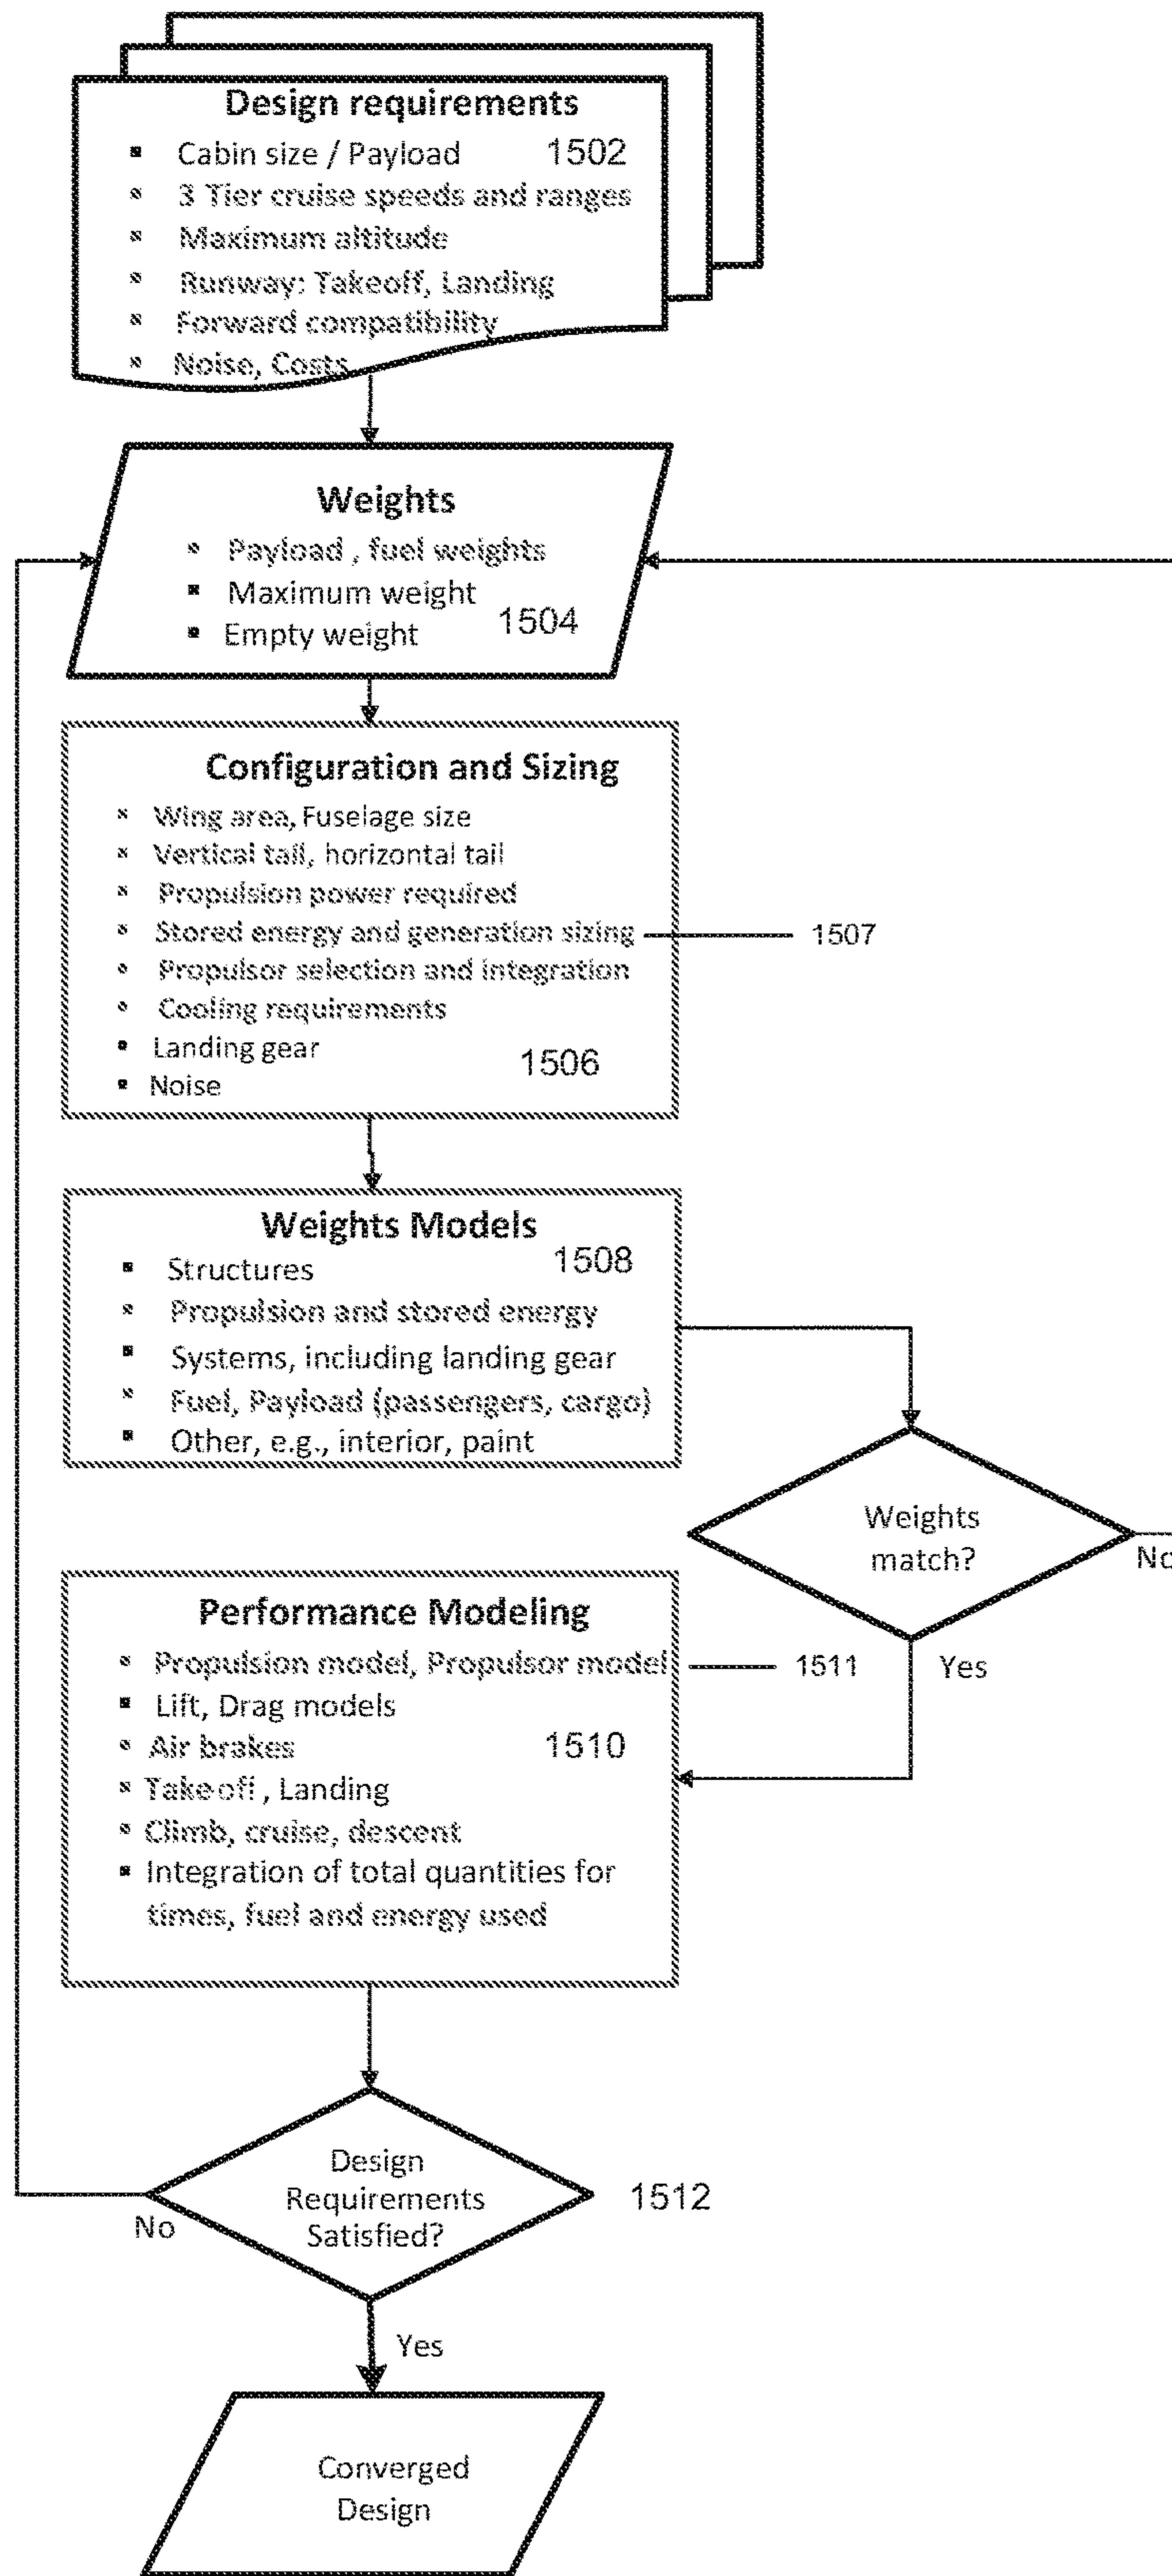 Design requirements
▪ Cabin size / Payload 1502
▪ 3 Tier cruise speeds and ranges
▪ Maximum altitude
▪ Runway: Takeoff, Landing
▪ Forward compatibility
▪ Noise, Costs
Weights
▪ Payload , fuel weights
▪ Maximum weight
▪ Empty weight 1504
Configuration and Sizing
▪ Wing area, Fuselage size
▪ Vertical tail, horizontal tail
▪ Propulsion power required
▪ Stored energy and generation sizing 1507
▪ Propulsor selection and integration
▪ Cooling requirements
▪ Landing gear 1506
▪ Noise
Weights Models
▪ Structures 1508
▪ Propulsion and stored energy
▪ Systems, including landing gear
▪ Fuel, Payload (passengers, cargo)
▪ Other, e.g., interior, paint
Weights
match?
No
Yes
Performance Modeling
▪ Propulsion model, Propulsor model 1511
▪ Lift, Drag models
▪ Air brakes 1510
▪ Takeoff , Landing
▪ Climb, cruise, descent
▪ Integration of total quantities for
times, fuel and energy used
Design
Requirements
Satisfied?
1512
No
Yes
Converged
Design